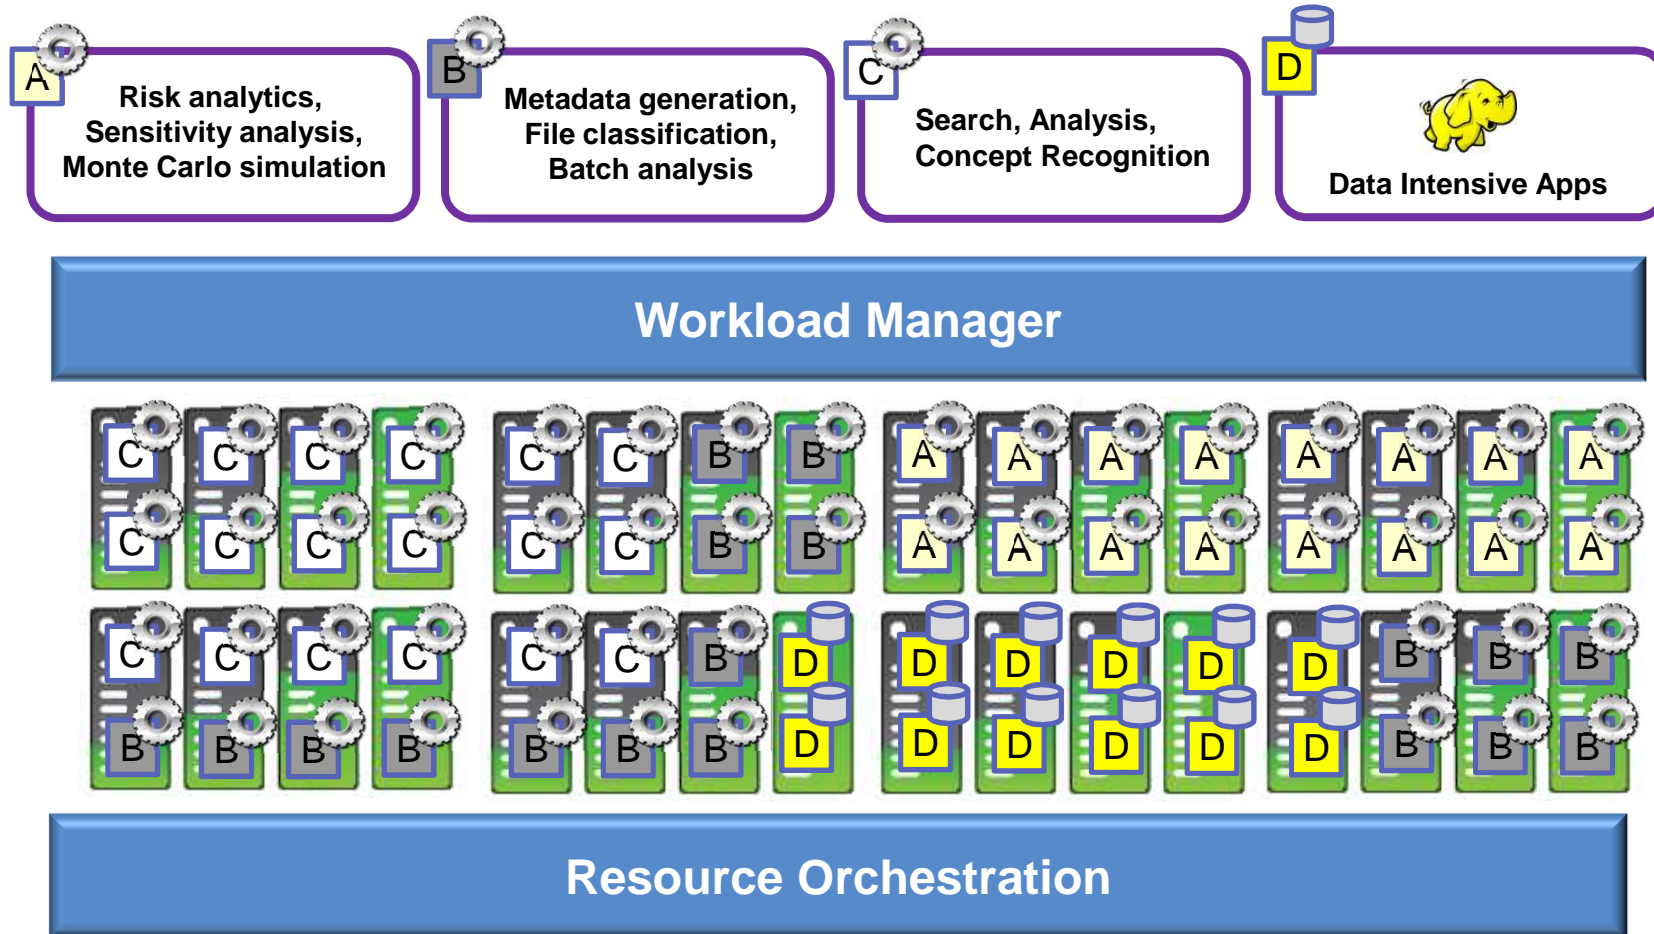 A
Risk analytics,
Sensitivity analysis,
Monte Carlo simulation
B
Metadata generation,
File classification,
Batch analysis
C
Search, Analysis,
Concept Recognition
D
Data Intensive Apps
Workload Manager
C C C C C C B B A A A A A A A A
C C C C C C B B A A A A A A A A
C C C C C C B D D D D D D B B B
B B B B B B B D D D D D D B B B
Resource Orchestration